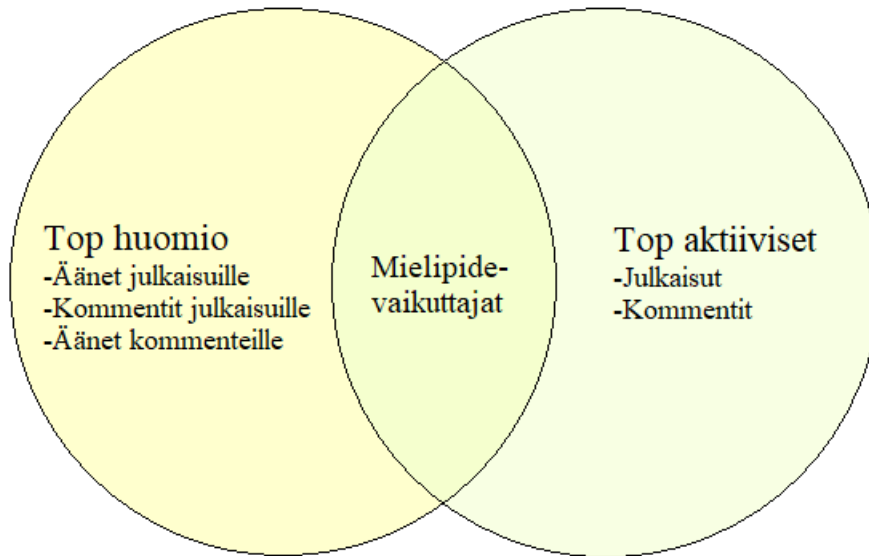 Top huomio
-Äänet julkaisuille
-Kommentit julkaisuille
-Äänet kommenteille
Mielipide-
vaikuttajat
Top aktiiviset
-Julkaisut
-Kommentit